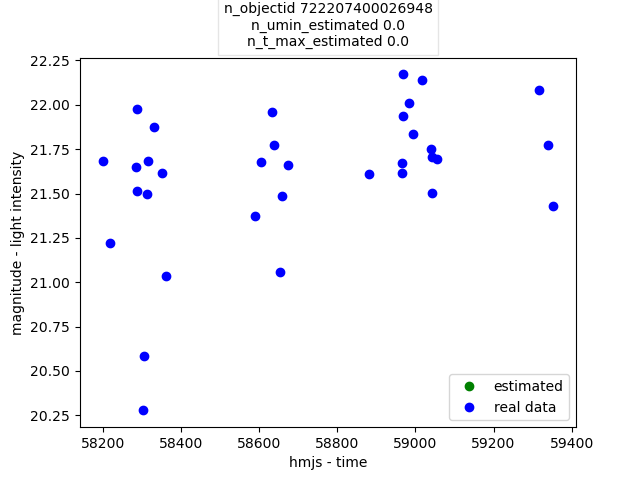 n_objectid 722207400026948
n_umin_estimated 0.0
n_t_max_estimated 0.0
22.25
22.00
21.75
21.50
21.25
21.00
20.75
20.50
20.25
magnitude - light intensity
estimated
real data
58200 58400 58600 58800 59000 59200 59400
hmjs - time